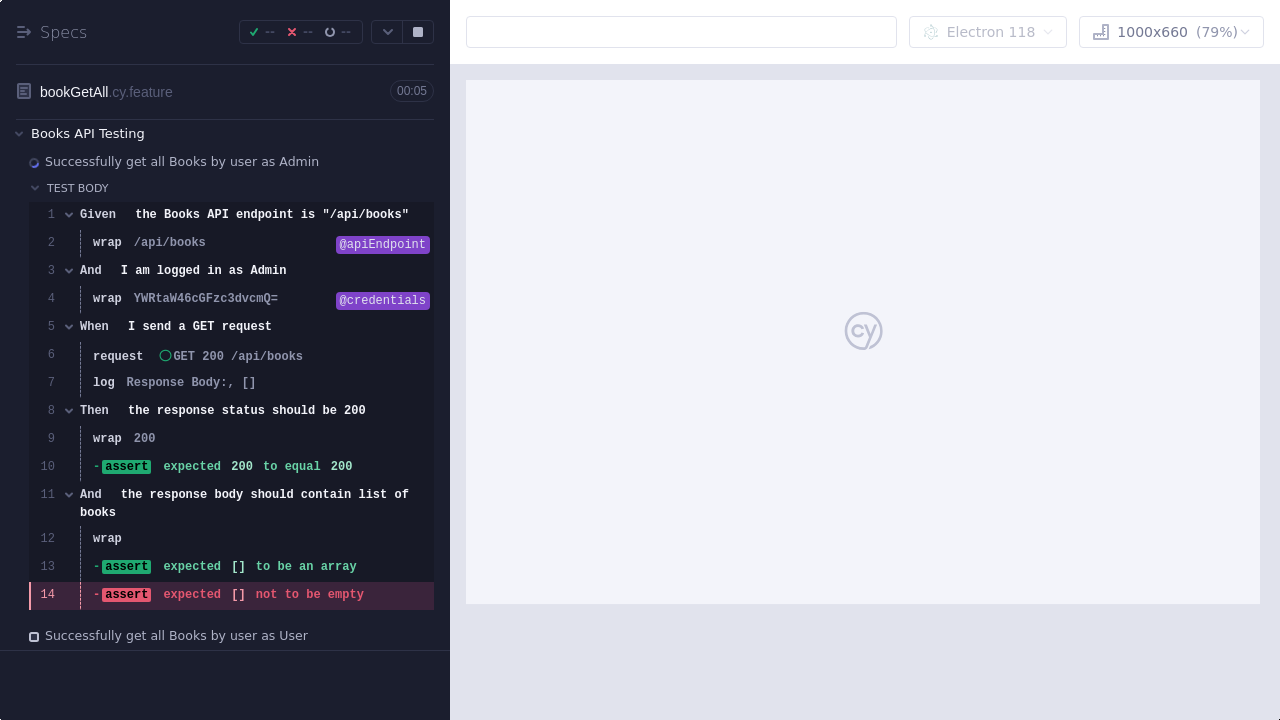 Specs
-- -- --
Electron 118
1000x660 (79%)
bookGetAll.cy.feature 00:05
Books API Testing
Successfully get all Books by user as Admin
TEST BODY
1 Given the Books API endpoint is "/api/books"
2 wrap /api/books @apiEndpoint
3 And I am logged in as Admin
4 wrap YWRtaW46cGFzc3dvcmQ= @credentials
5 When I send a GET request
6 request GET 200 /api/books
7 log Response Body:, []
8 Then the response status should be 200
9 wrap 200
10 -assert expected 200 to equal 200
11 And the response body should contain list of
books
12 wrap
13 -assert expected [] to be an array
14 -assert expected [] not to be empty
Successfully get all Books by user as User
cy